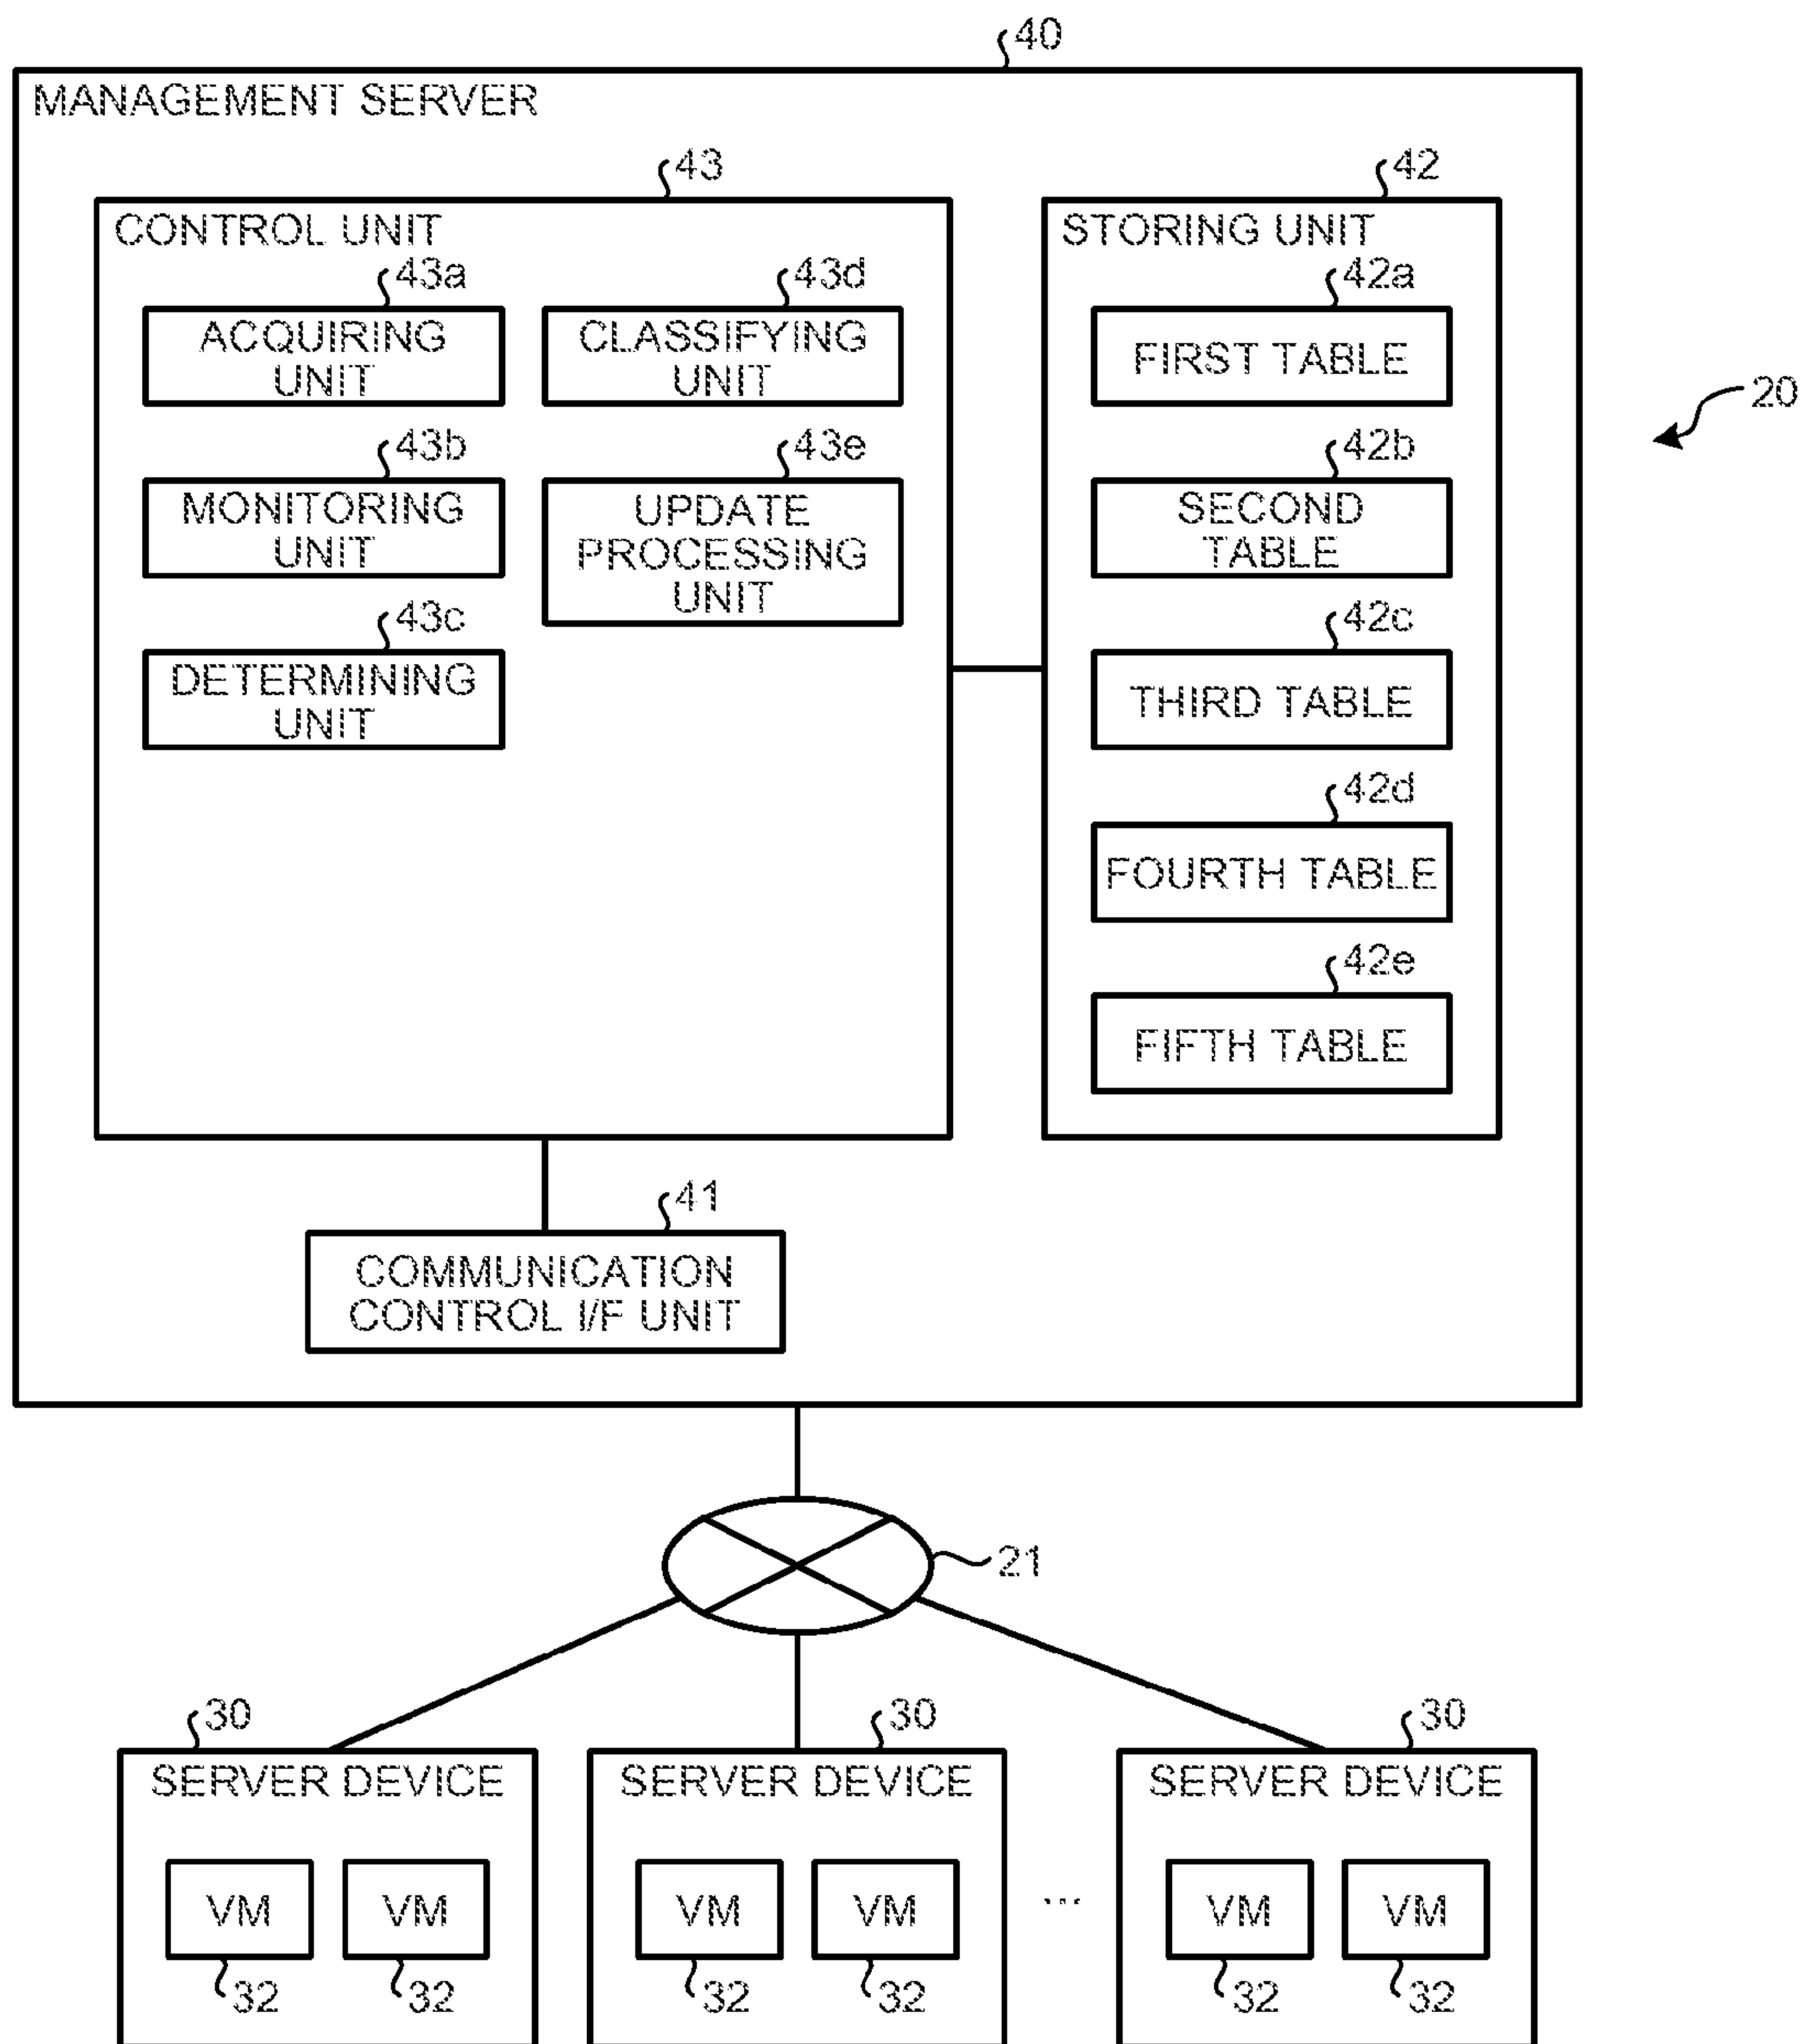 40
MANAGEMENT SERVER
43
42
CONTROL UNIT
STORING UNIT
43a
43d
42a
ACQUIRING
UNIT
CLASSIFYING
UNIT
FIRST TABLE
20
43b
43e
42b
MONITORING
UNIT
UPDATE
PROCESSING
UNIT
SECOND
TABLE
43c
42c
DETERMINING
UNIT
THIRD TABLE
42d
FOURTH TABLE
42e
FIFTH TABLE
41
COMMUNICATION
CONTROL I/F UNIT
21
30
30
30
SERVER DEVICE
SERVER DEVICE
SERVER DEVICE
VM
VM
VM
VM
...
VM
VM
32
32
32
32
32
32